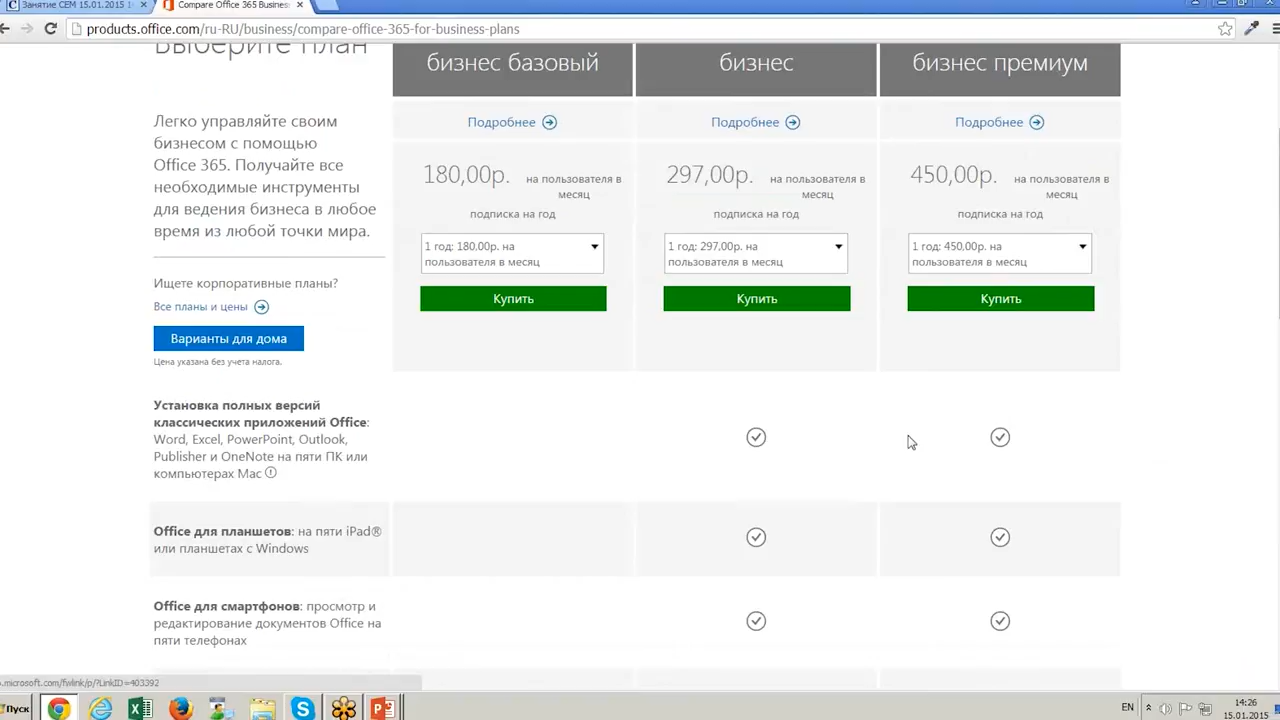 Занятие СЕМ 15.01.2015 1
Compare Office 365 Busines
products.office.com/ru-RU/business/compare-office-365-for-business-plans
Выберите план
бизнес базовый
бизнес
бизнес премиум
Легко управляйте своим
бизнесом с помощью
Office 365. Получайте все
необходимые инструменты
для ведения бизнеса в любое
время из любой точки мира.
Ищете корпоративные планы?
Все планы и цены
Варианты для дома
Цена указана без учета налога.
Подробнее
Подробнее
Подробнее
180,00р. на пользователя в
месяц
подписка на год
1 год: 180,00р. на
пользователя в месяц
Купить
297,00р. на пользователя в
месяц
подписка на год
1 год: 297,00р. на
пользователя в месяц
Купить
450,00р. на пользователя в
месяц
подписка на год
1 год: 450,00р. на
пользователя в месяц
Купить
Установка полных версий
классических приложений Office:
Word, Excel, PowerPoint, Outlook,
Publisher и OneNote на пяти ПК или
компьютерах Mac
Office для планшетов: на пяти iPad®
или планшетах с Windows
Office для смартфонов: просмотр и
редактирование документов Office на
пяти телефонах
o.microsoft.com/fwlink/p/?LinkID=403392
Пуск
EN
14:26
15.01.2015